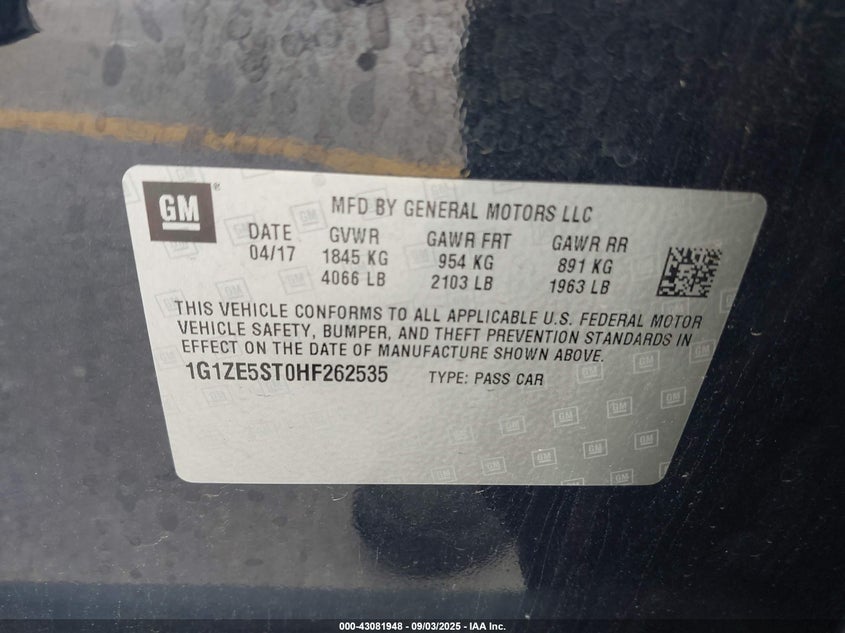 GM ®
MFD BY GENERAL MOTORS LLC
DATE GVWR GAWR FRT GAWR RR
04/17 1845 KG 954 KG 891 KG
4066 LB 2103 LB 1963 LB
THIS VEHICLE CONFORMS TO ALL APPLICABLE U.S. FEDERAL MOTOR
VEHICLE SAFETY, BUMPER, AND THEFT PREVENTION STANDARDS IN
EFFECT ON THE DATE OF MANUFACTURE SHOWN ABOVE.
1G1ZE5ST0HF262535 TYPE: PASS CAR
000-43081948 - 09/03/2025 - IAA Inc.